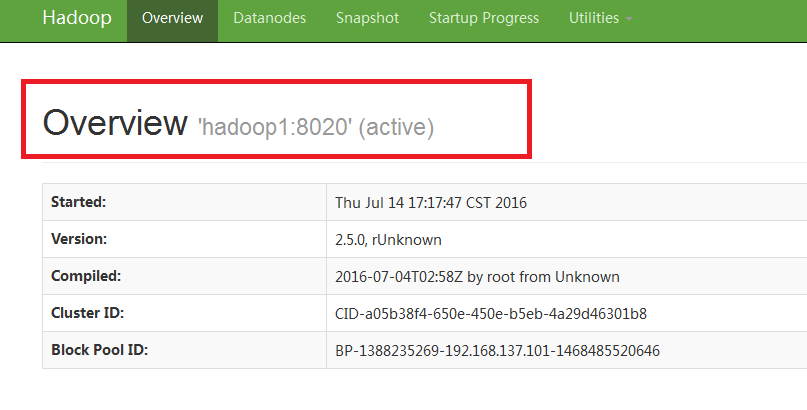 Hadoop Overview Datanodes Snapshot Startup Progress Utilities
Overview 'hadoop1:8020' (active)
Started: Thu Jul 14 17:17:47 CST 2016
Version: 2.5.0, rUnknown
Compiled: 2016-07-04T02:58Z by root from Unknown
Cluster ID: CID-a05b38f4-650e-450e-b5eb-4a29d46301b8
Block Pool ID: BP-1388235269-192.168.137.101-1468485520646